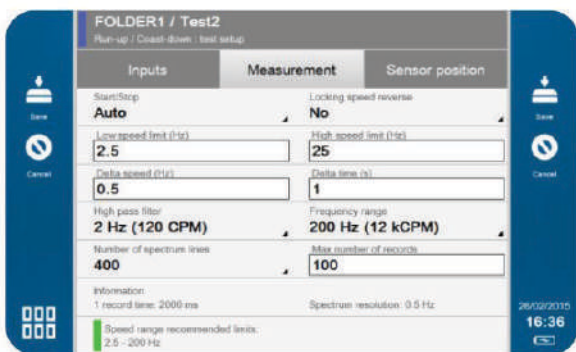 FOLDER1 / Test2
Run-up / Coast-down : test setup
Inputs
Measurement
Sensor position
Start/Stop
Auto
Locking speed reverse
No
Low speed limit (Hz)
2.5
High speed limit (Hz)
25
Delta speed (Hz)
0.5
Delta time (s)
1
High pass filter
2 Hz (120 CPM)
Frequency range
200 Hz (12 kCPM)
Number of spectrum lines
400
Max number of records
100
Information:
1 record time: 2000 ms
Spectrum resolution: 0.5 Hz
Speed range recommended limits:
2.5 - 200 Hz
Save
Cancel
Save
Cancel
26/02/2015
16:36